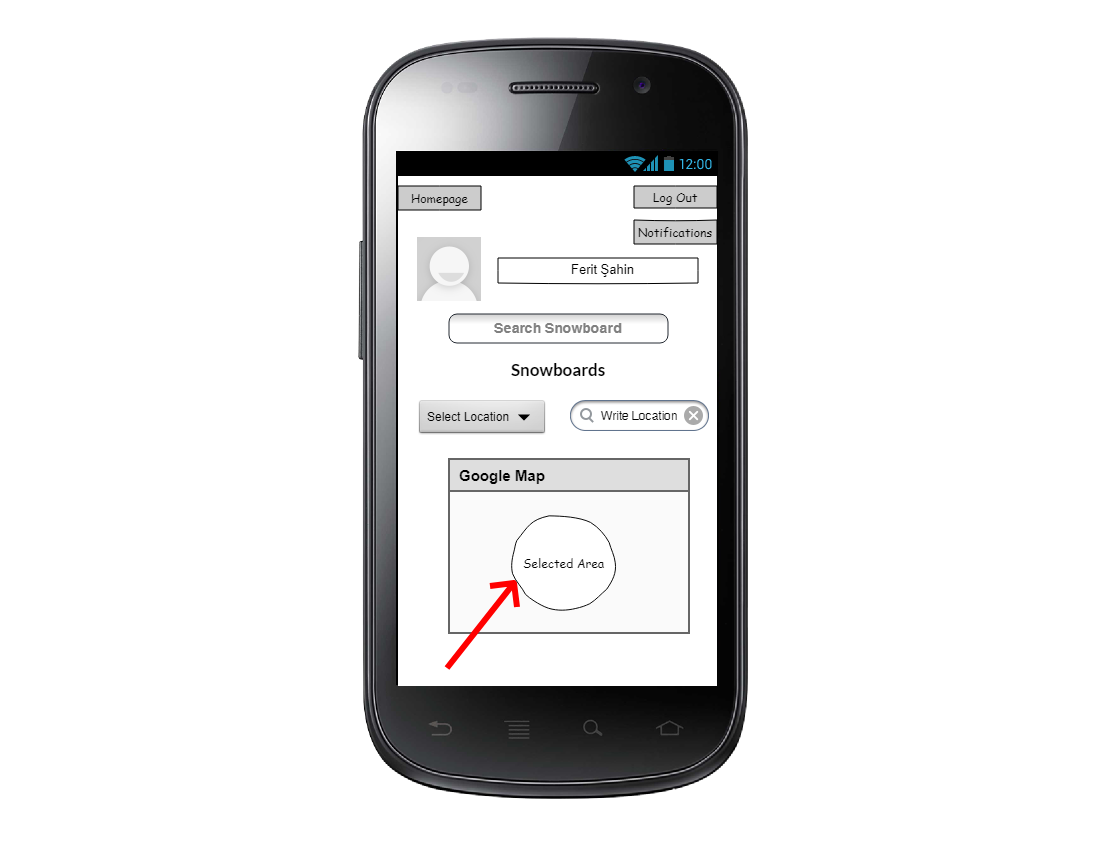 12:00
Homepage
Log Out
Notifications
Ferit Şahin
Search Snowboard
Snowboards
Select Location
Write Location
Google Map
Selected Area